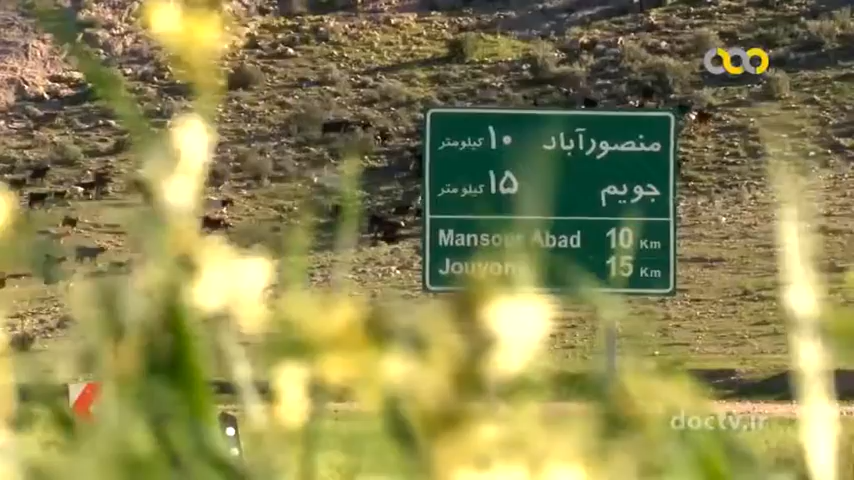 منصورآباد ۱۰ کیلومتر
جویم ۱۵ کیلومتر
Mansour Abad 10 Km
Jouyom 15 Km
doctv.ir